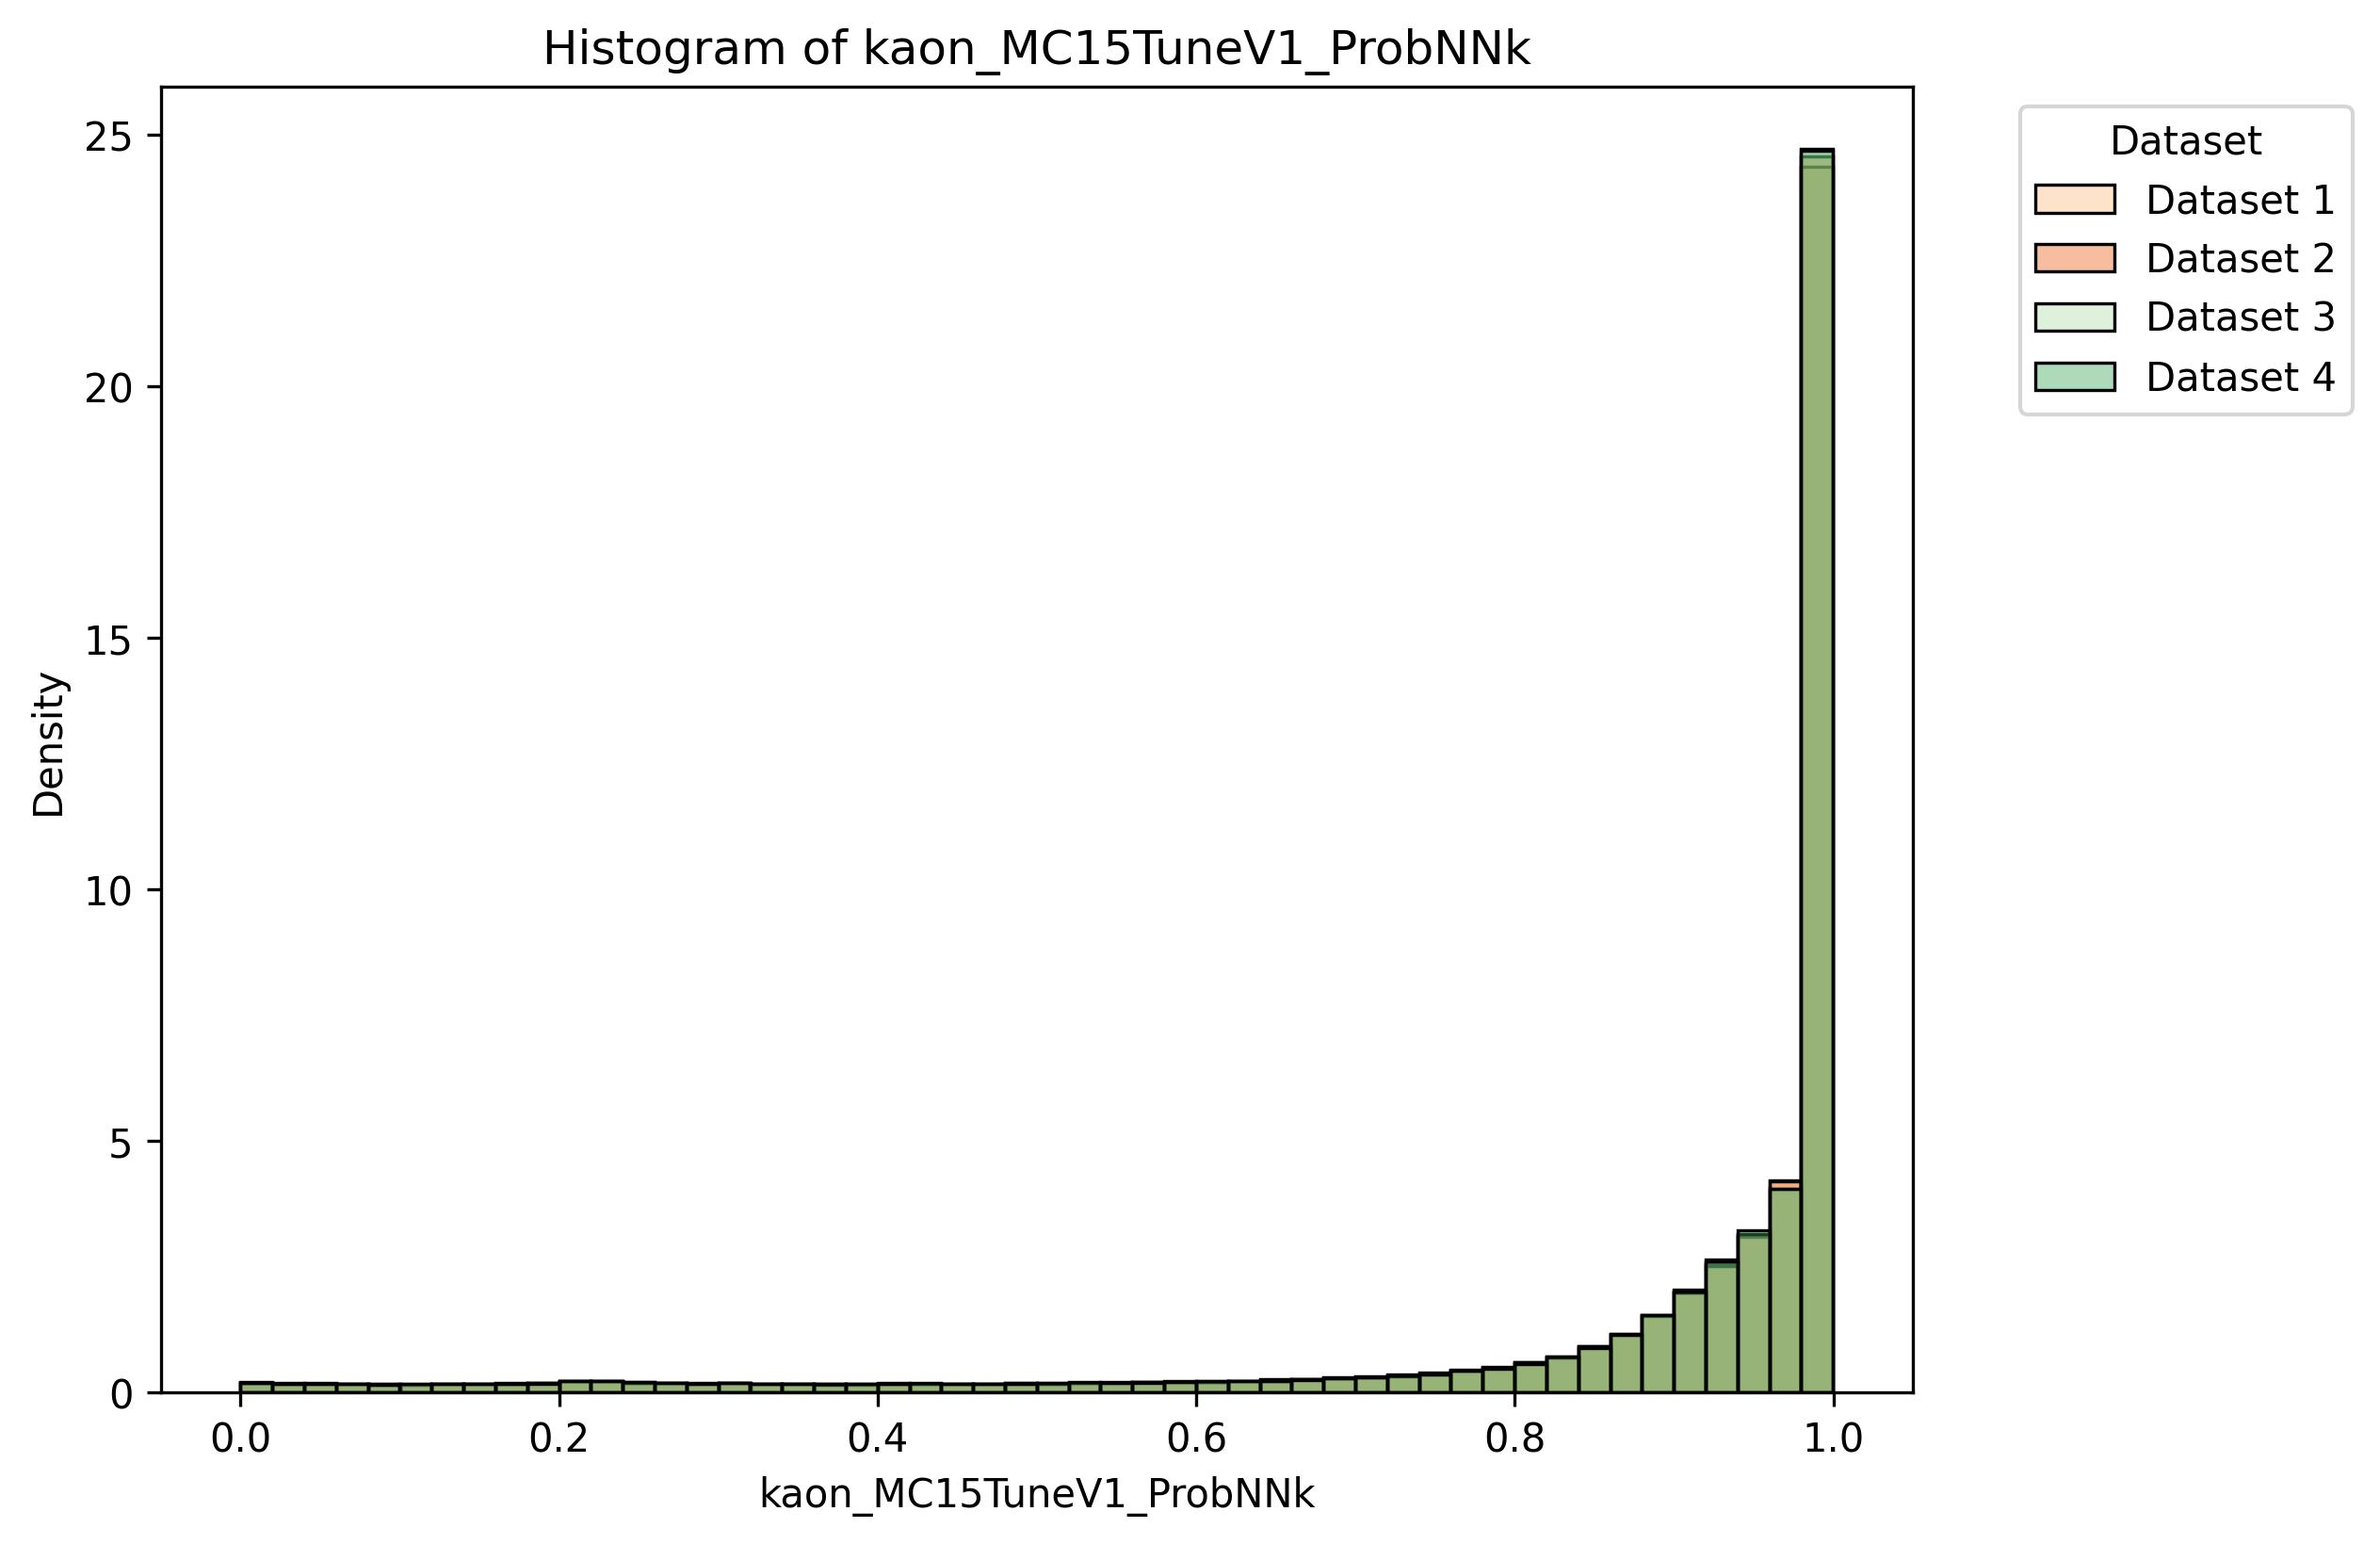 Histogram of kaon_MC15TuneV1_ProbNNk
Dataset
Dataset 1
Dataset 2
Dataset 3
Dataset 4
Density
25
20
15
10
5
0
0.0 0.2 0.4 0.6 0.8 1.0
kaon_MC15TuneV1_ProbNNk